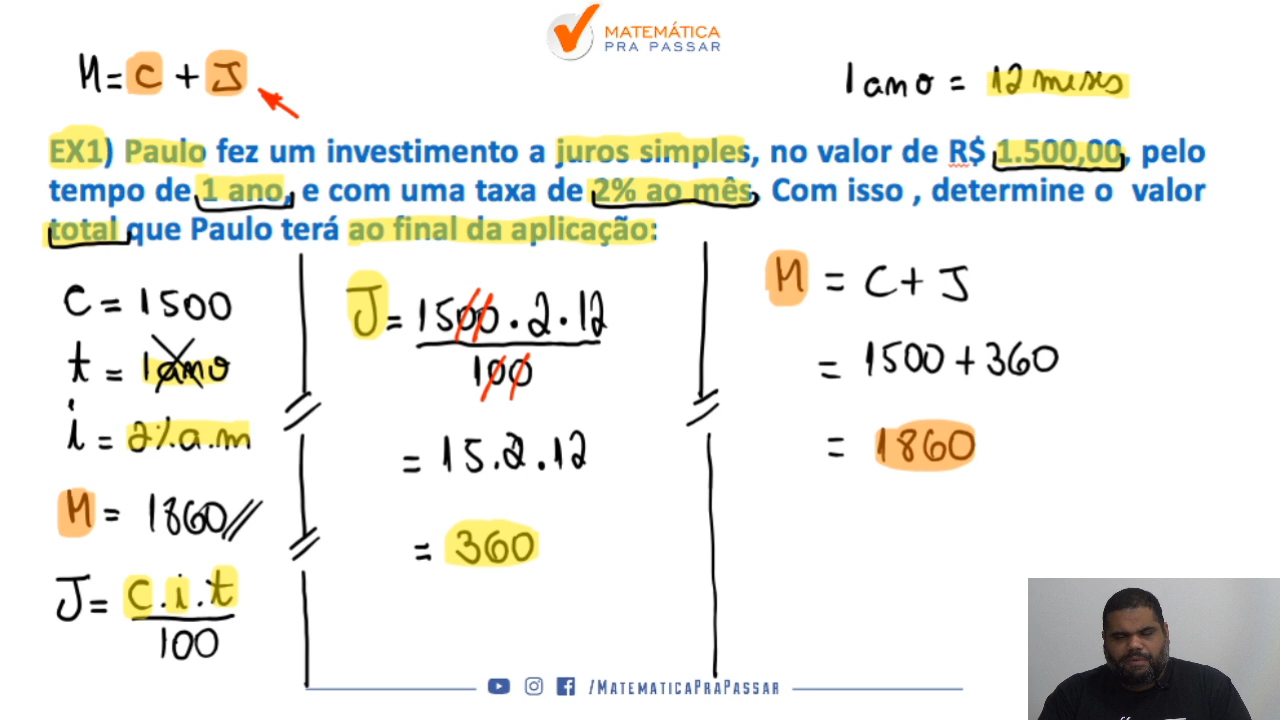 MATEMÁTICA
PRA PASSAR
M = C + J
1 ano = 12 meses
EX1) Paulo fez um investimento a juros simples, no valor de R$ 1.500,00, pelo
tempo de 1 ano, e com uma taxa de 2% ao mês. Com isso , determine o valor
total que Paulo terá ao final da aplicação:
C = 1500
t = 1 ano
i = 2% a.m
M = 1860//
J = C.i.t
100
J = 1500 . 2 . 12
100
= 15.2.12
= 360
M = C + J
= 1500 + 360
= 1860
/MATEMATICAPRAPASSAR